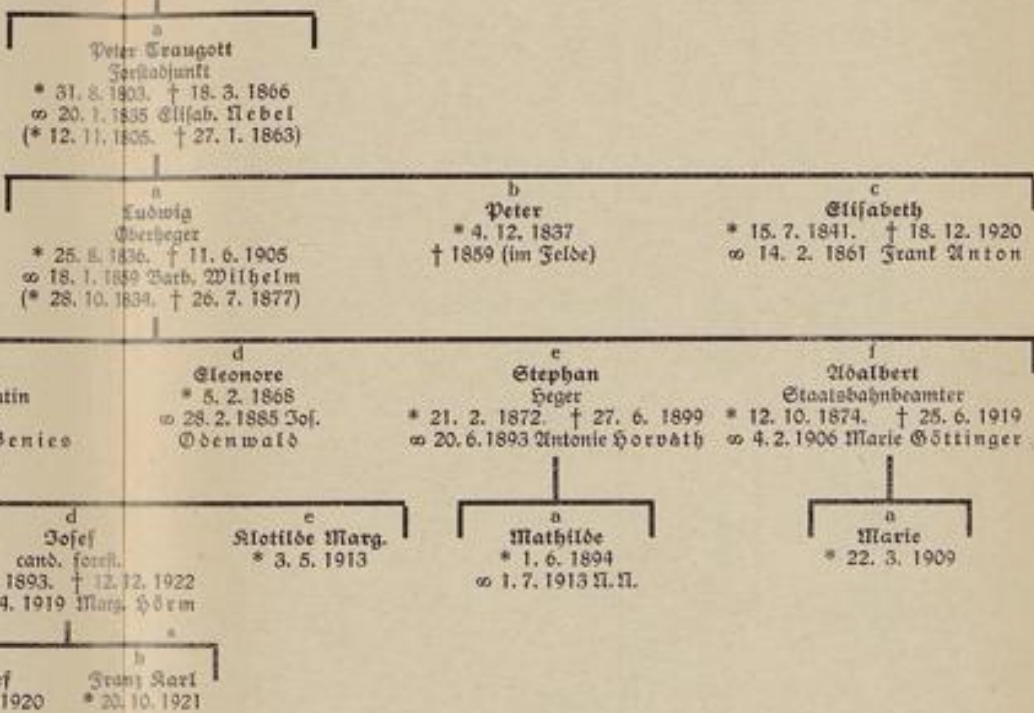 a
Peter Traugott
Forstadjunkt
* 31. 8. 1803. † 18. 3. 1866
∞ 20. 1. 1835 Elisab. Nebel
(* 12. 11. 1805. † 27. 1. 1863)
a
Ludwig
Oberheger
* 25. 8. 1836. † 11. 6. 1905
∞ 18. 1. 1859 Barb. Wilhelm
(* 28. 10. 1834. † 26. 7. 1877)
b
Peter
* 4. 12. 1837
† 1859 (im Felde)
c
Elisabeth
* 15. 7. 1841. † 18. 12. 1920
∞ 14. 2. 1861 Frank Anton
ntin
Benies
d
Eleonore
* 5. 2. 1868
∞ 28. 2. 1885 Jos.
Odenwald
e
Stephan
Heger
* 21. 2. 1872. † 27. 6. 1899
∞ 20. 6. 1893 Antonie Horváth
f
Adalbert
Staatsbahnbeamter
* 12. 10. 1874. † 25. 6. 1919
∞ 4. 2. 1906 Marie Göttinger
d
Josef
cand. forest.
1893. † 12. 12. 1922
4. 1919 Marg. Hörm
e
Klotilde Marg.
* 3. 5. 1913
a
Mathilde
* 1. 6. 1894
∞ 1. 7. 1913 N. N.
a
Marie
* 22. 3. 1909
ef
1920
b
Franz Karl
* 20. 10. 1921